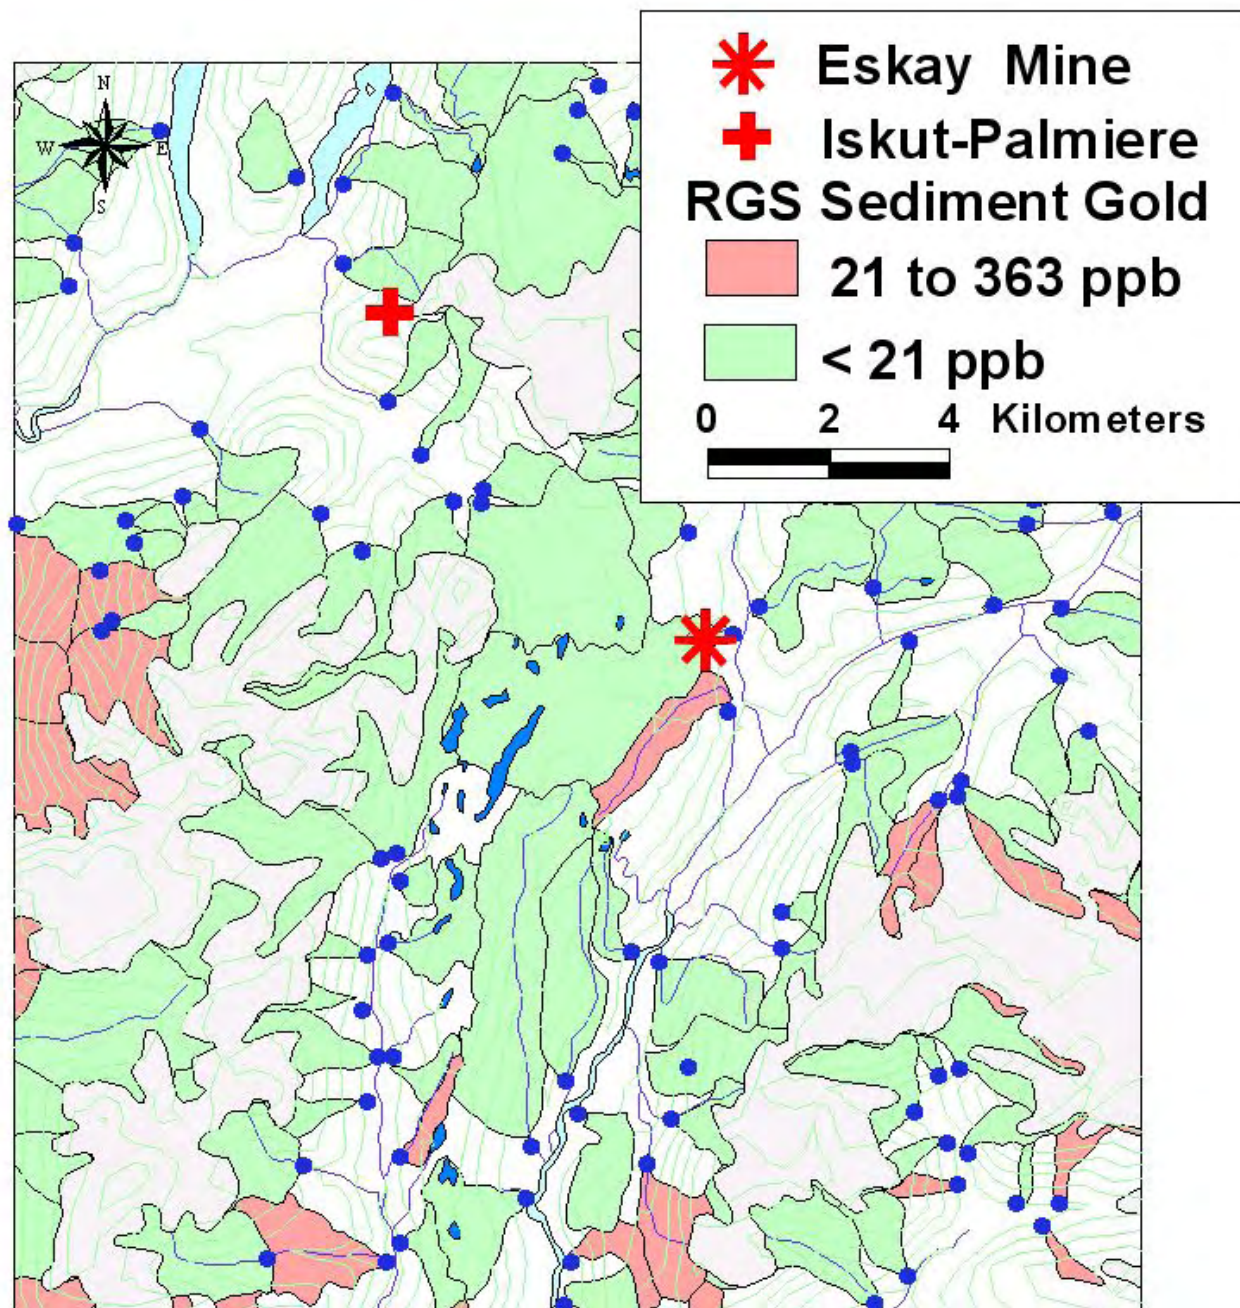 N
W E
S
Eskay Mine
Iskut-Palmiere
RGS Sediment Gold
21 to 363 ppb
< 21 ppb
0 2 4 Kilometers